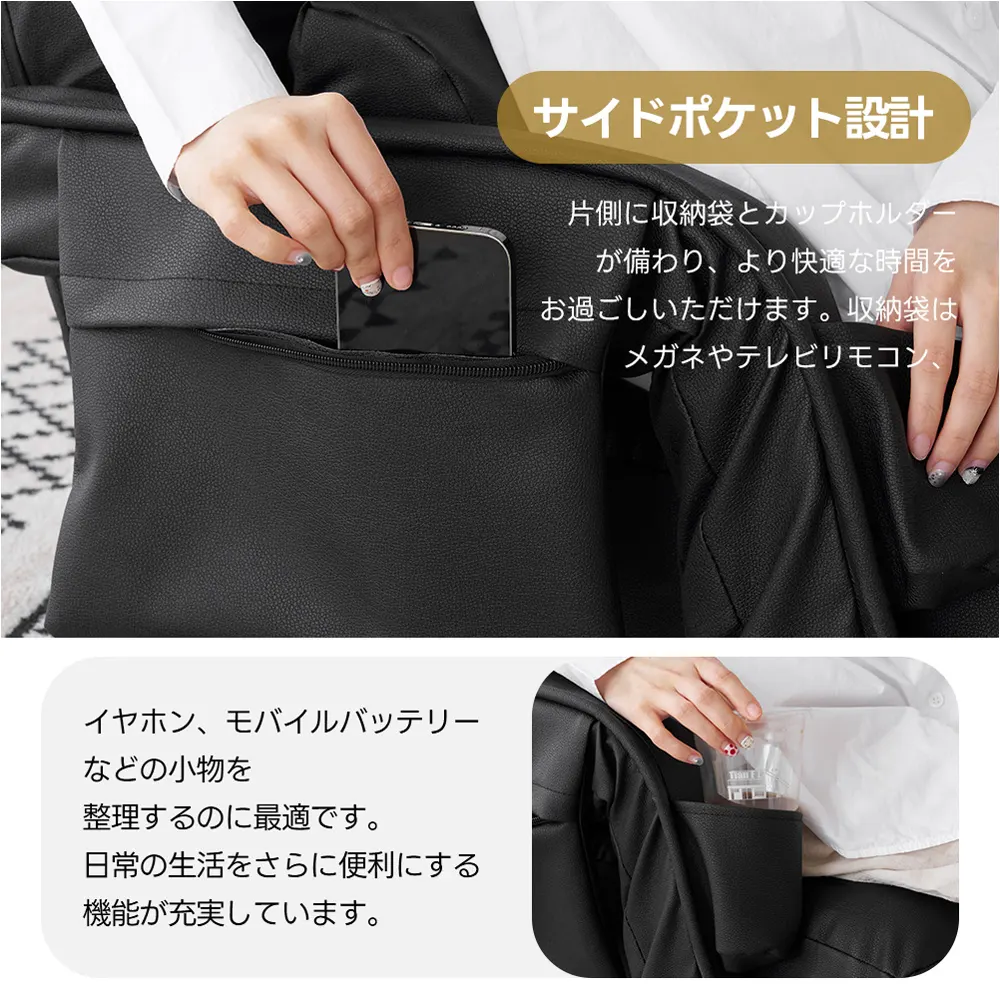 サイドポケット設計
片側に収納袋とカップホルダー
が備わり、より快適な時間を
お過ごしいただけます。収納袋は
メガネやテレビリモコン、
イヤホン、モバイルバッテリー
などの小物を
整理するのに最適です。
日常の生活をさらに便利にする
機能が充実しています。